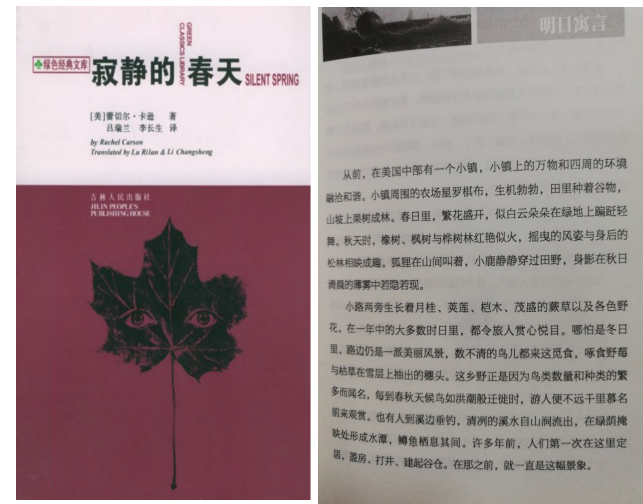 绿色经典文库
寂静的春天
GREEN
CLASSICS LIBRARY
SILENT SPRING
[美]蕾切尔·卡逊 著
吕瑞兰 李长生 译
by Rachel Carson
Translated by Lu Rilan & Li Changsheng
吉林人民出版社
JILIN PEOPLE'S
PUBLISHING HOUSE
明日寓言
从前，在美国中部有一个小镇，小镇上的万物和四周的环境
融洽和谐。小镇周围的农场星罗棋布，生机勃勃，田里种着谷物，
山坡上果树成林。春日里，繁花盛开，似白云朵朵在绿地上蹁跹轻
舞。秋天时，橡树、枫树与桦树林红艳似火，摇曳的风姿与身后的
松林相映成趣。狐狸在山间叫着，小鹿静静穿过田野，身影在秋日
清晨的薄雾中若隐若现。
小路两旁生长着月桂、荚蒾、桤木、茂盛的蕨草以及各色野
花，在一年中的大多数时日里，都令旅人赏心悦目。哪怕是冬日
里，路边仍是一派美丽风景，数不清的鸟儿都来这觅食，啄食野莓
与枯草在雪层上抽出的穗头。这乡野正是因为鸟类数量和种类的繁
多而闻名，每到春秋天候鸟如洪潮般迁徙时，游人便不远千里慕名
前来观赏。也有人到溪边垂钓，清冽的溪水自山涧流出，在绿荫掩
映处形成水潭，鳟鱼栖息其间。许多年前，人们第一次在这里定
居，盖房、打井、建起谷仓。在那之前，就一直是这幅景象。